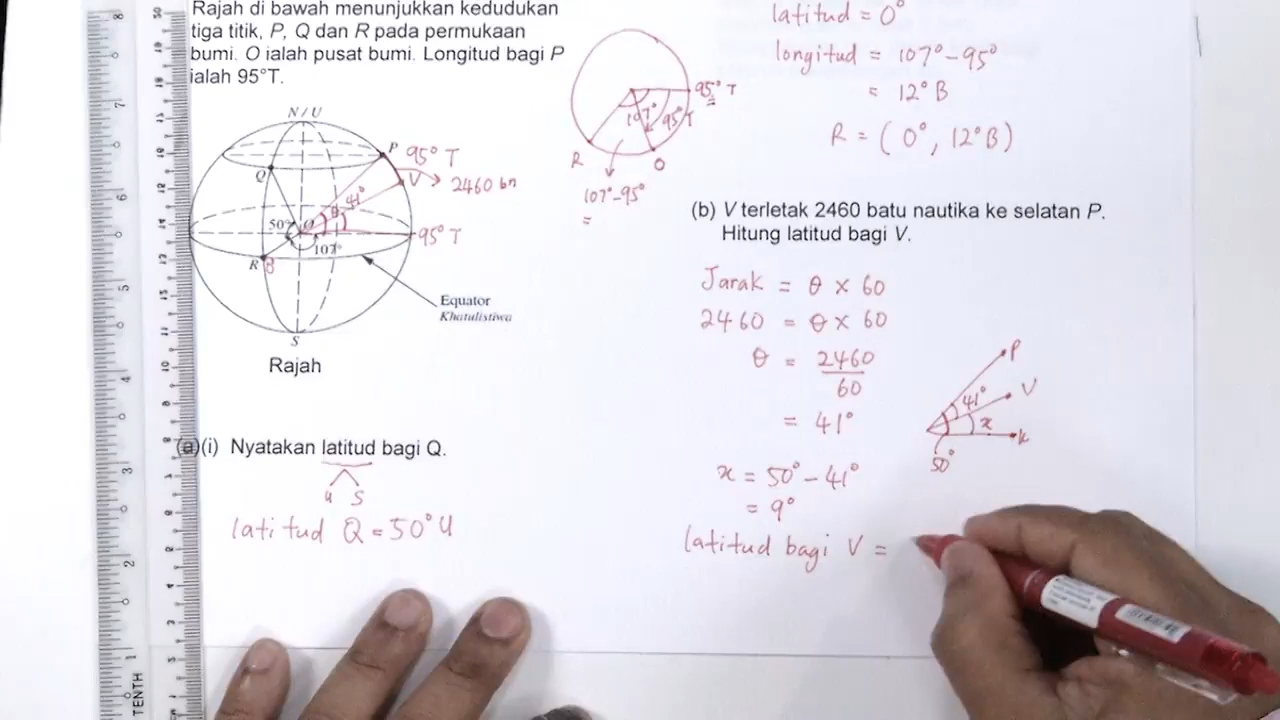 Rajah di bawah menunjukkan kedudukan
tiga titik, P, Q dan R pada permukaan
bumi. O ialah pusat bumi. Longitud bagi P
ialah 95°T.
N / U
P
95° T
V
2460 bn
Q
θ
41°
50°
O
95° T
107°
R
Equator
Khatulistiwa
S
Rajah
(a)(i) Nyatakan latitud bagi Q.
u S
latitud Q = 50° U
95° T
107°
95° T
R
O
107° - 95°
=
latitud = 0°
longitud = 107° - 95°
= 12° B
R = 0°, 12° B)
(b) V terletak 2460 batu nautika ke selatan P.
Hitung latitud bagi V.
Jarak = θ x 60
2460 = θ x 60
θ = 2460
60
= 41°
P
V
41°
x
K
50°
x = 50° - 41°
= 9°
latitud bagi V =
TENTH